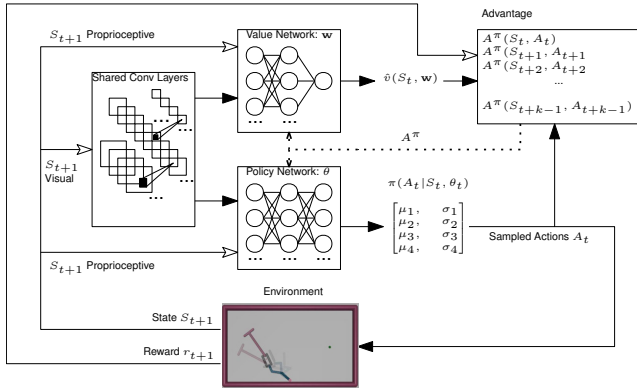 Advantage
S_{t+1} Proprioceptive
Value Network: w
A^π(S_t, A_t)
A^π(S_{t+1}, A_{t+1}
A^π(S_{t+2}, A_{t+2}
...
A^π(S_{t+k-1}, A_{t+k-1})
Shared Conv Layers
v̂(S_t, w)
...
...
...
...
A^π
S_{t+1}
Visual
Policy Network: θ
π(A_t|S_t, θ_t)
μ_1, σ_1
μ_2, σ_2
μ_3, σ_3
μ_4, σ_4
Sampled Actions A_t
...
...
S_{t+1} Proprioceptive
Environment
State S_{t+1}
Reward r_{t+1}